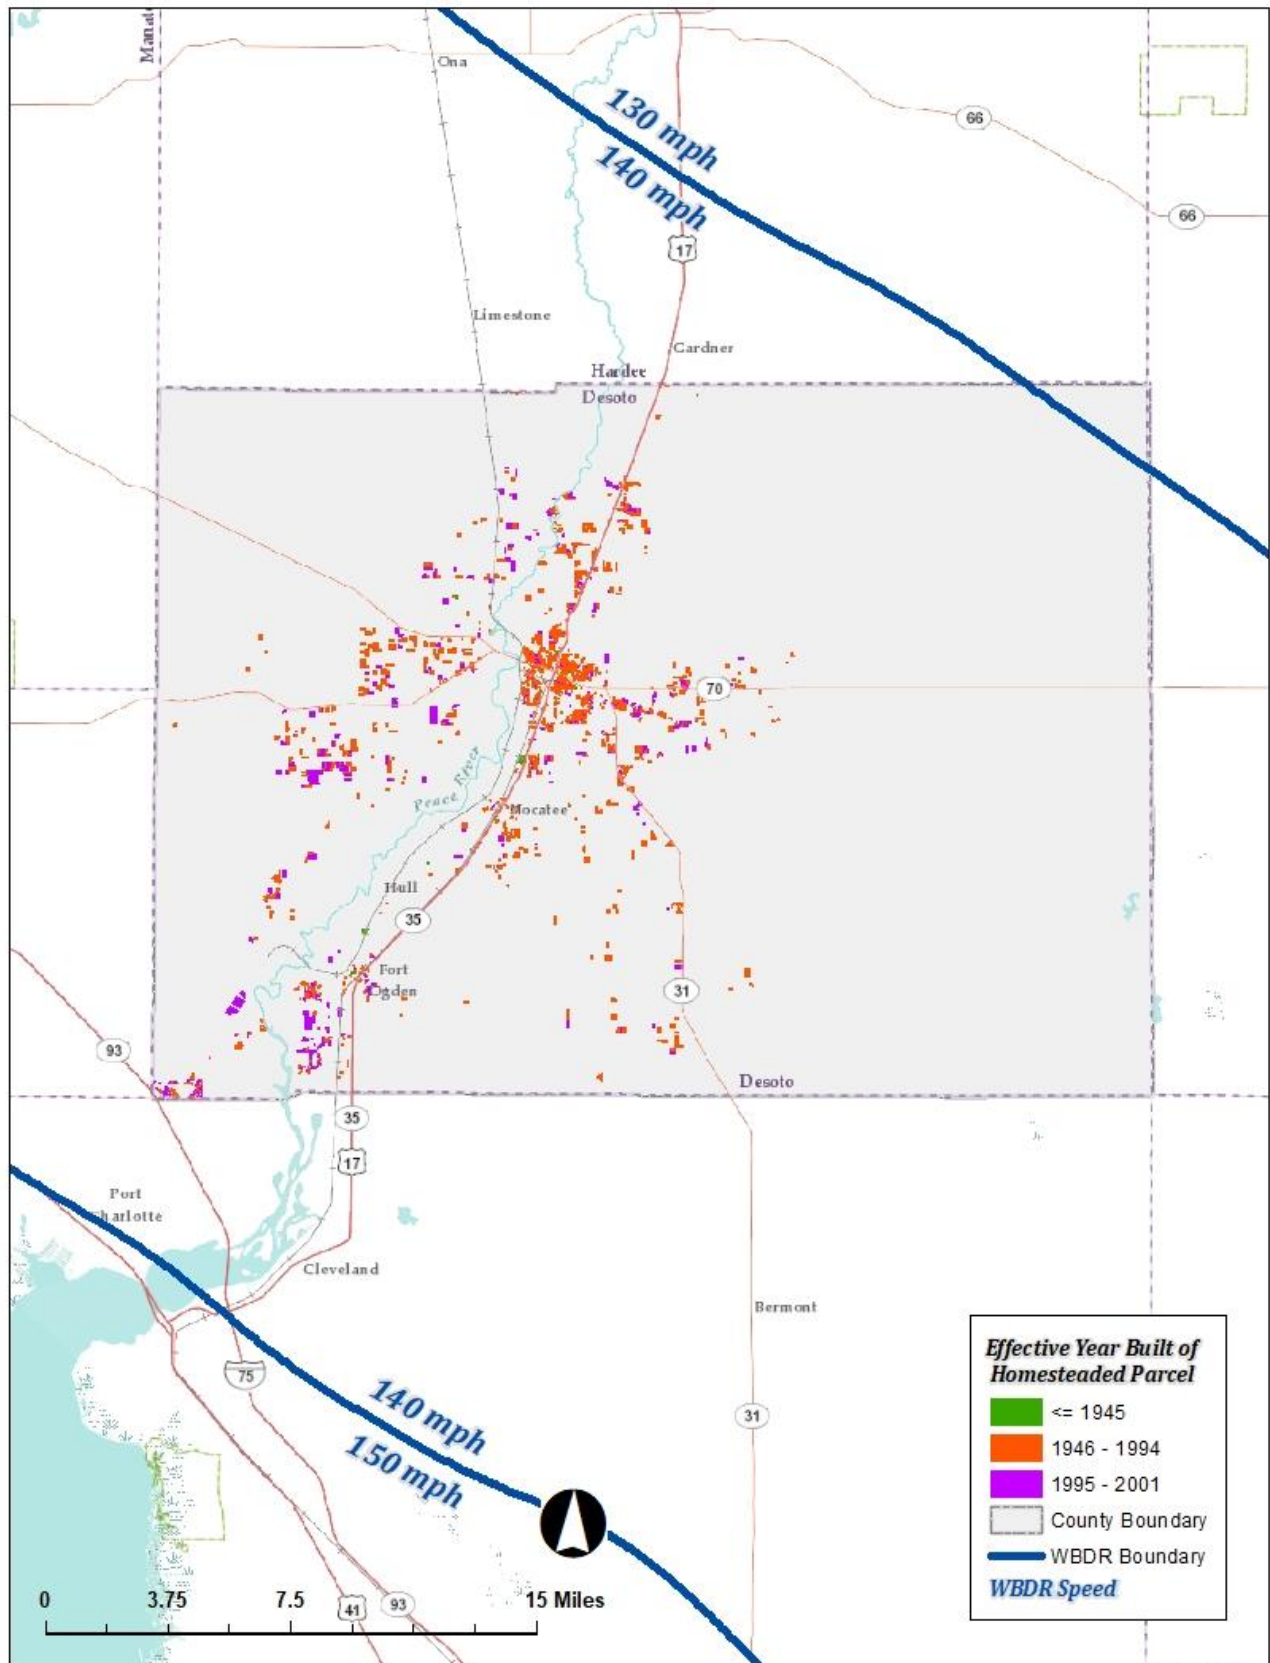 Manat
Ona
130 mph
140 mph
66
66
17
Limestone
Gardner
Hardee
Desoto
70
Peace River
Nocatee
Hull
35
Fort
Ogden
31
93
Desoto
35
17
Port
Charlotte
Cleveland
Bermont
75
31
140 mph
150 mph
41
93
0 3.75 7.5 15 Miles
Effective Year Built of
Homesteaded Parcel
<= 1945
1946 - 1994
1995 - 2001
County Boundary
WBDR Boundary
WBDR Speed